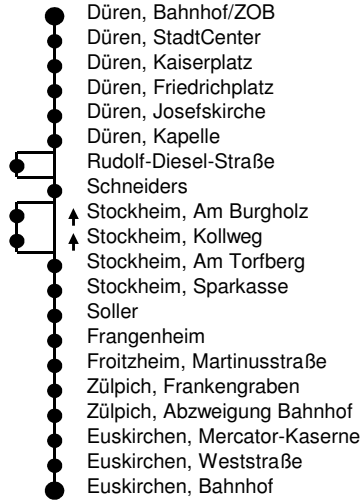 Düren, Bahnhof/ZOB
Düren, StadtCenter
Düren, Kaiserplatz
Düren, Friedrichplatz
Düren, Josefskirche
Düren, Kapelle
Rudolf-Diesel-Straße
Schneiders
Stockheim, Am Burgholz
Stockheim, Kollweg
Stockheim, Am Torfberg
Stockheim, Sparkasse
Soller
Frangenheim
Froitzheim, Martinusstraße
Zülpich, Frankengraben
Zülpich, Abzweigung Bahnhof
Euskirchen, Mercator-Kaserne
Euskirchen, Weststraße
Euskirchen, Bahnhof